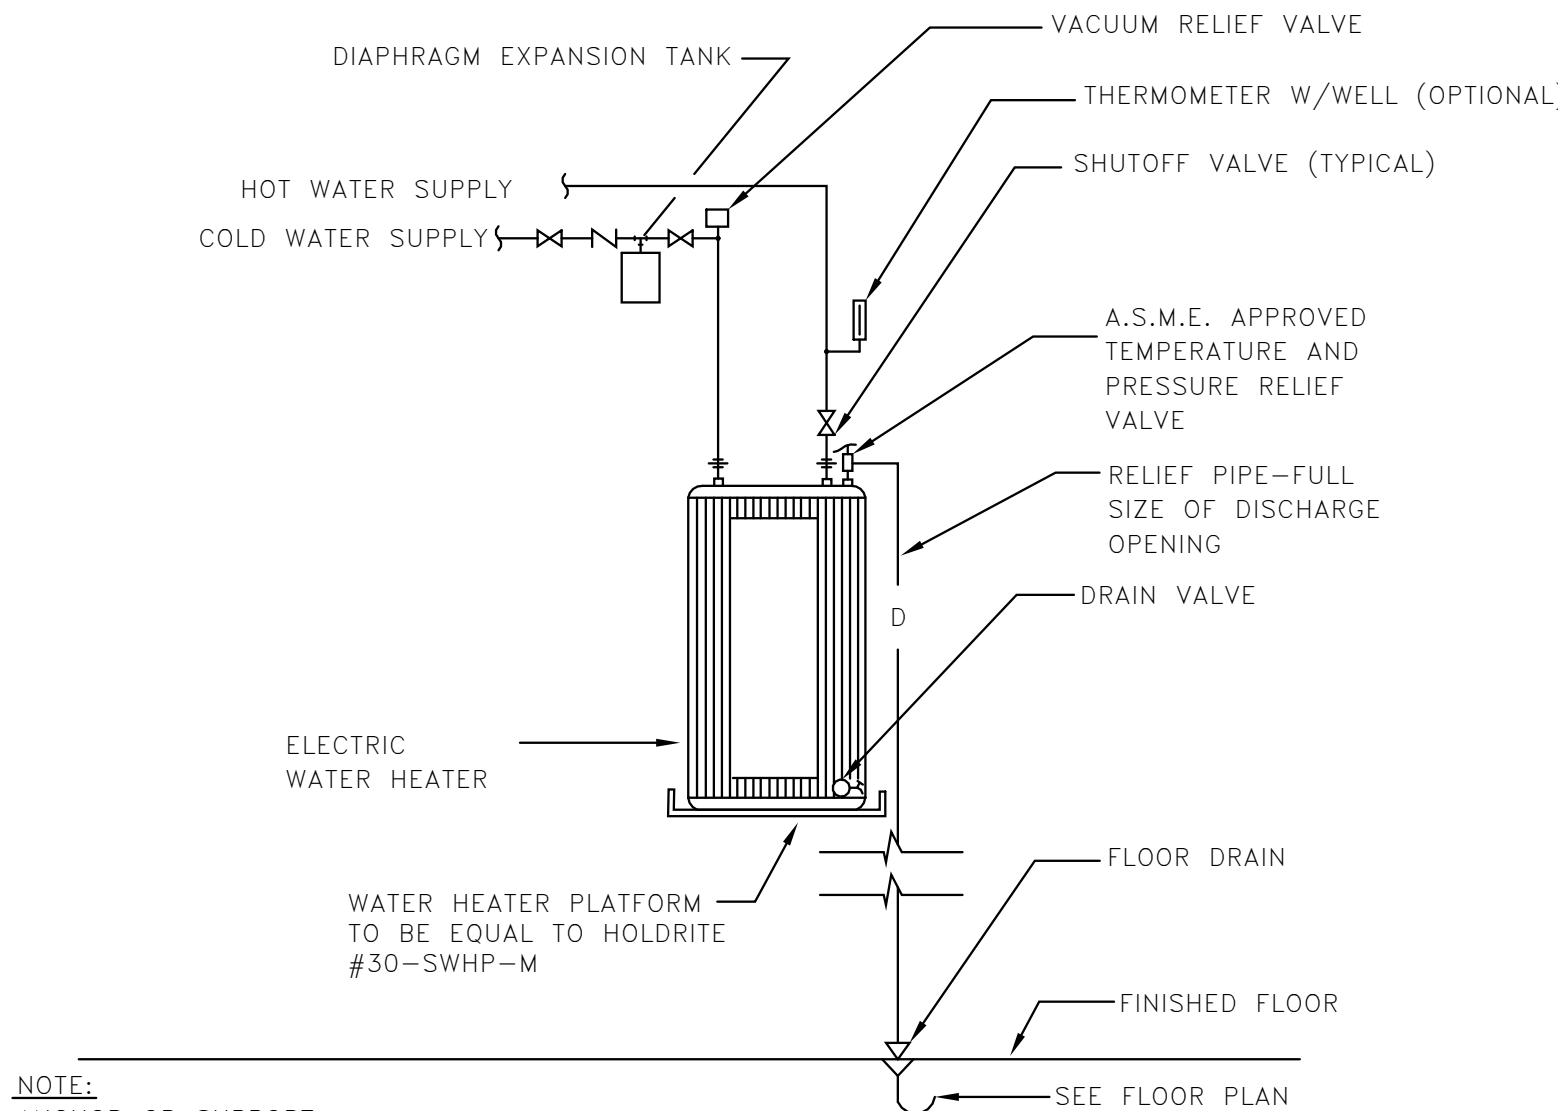 VACUUM RELIEF VALVE
DIAPHRAGM EXPANSION TANK
THERMOMETER W/WELL (OPTIONAL)
SHUTOFF VALVE (TYPICAL)
HOT WATER SUPPLY
COLD WATER SUPPLY
A.S.M.E. APPROVED
TEMPERATURE AND
PRESSURE RELIEF
VALVE
RELIEF PIPE-FULL
SIZE OF DISCHARGE
OPENING
DRAIN VALVE
D
ELECTRIC
WATER HEATER
FLOOR DRAIN
WATER HEATER PLATFORM
TO BE EQUAL TO HOLDRITE
#30-SWHP-M
FINISHED FLOOR
NOTE:
SEE FLOOR PLAN